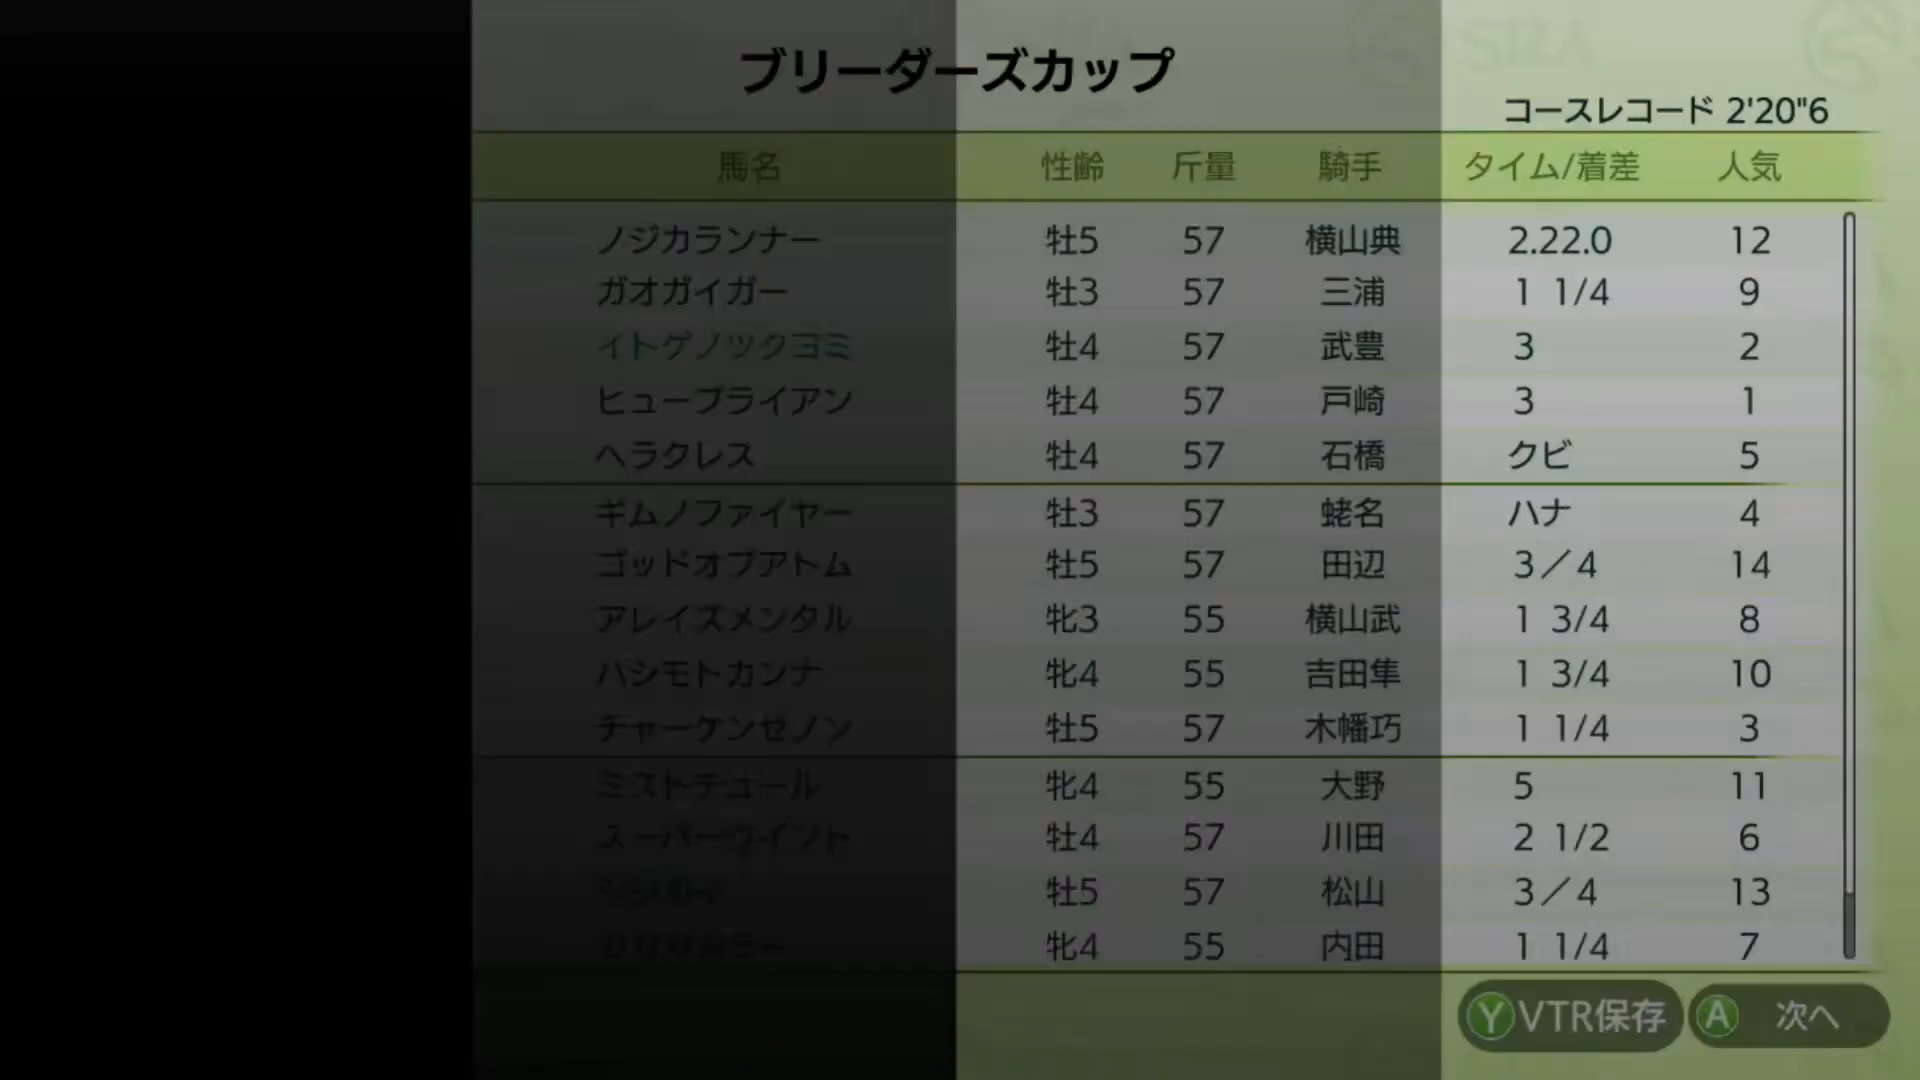 ブリーダーズカップ
コースレコード 2'20"6
馬名 性齢 斤量 騎手 タイム/着差 人気
ノジカランナー 牡5 57 横山典 2.22.0 12
ガオガイガー 牡3 57 三浦 1 1/4 9
イトゲノツクヨミ 牡4 57 武豊 3 2
ヒューブライアン 牡4 57 戸崎 3 1
ヘラクレス 牡4 57 石橋 クビ 5
ギムノファイヤー 牡3 57 蛯名 ハナ 4
ゴッドオブアトム 牡5 57 田辺 3／4 14
アレイズメンタル 牝3 55 横山武 1 3/4 8
ハシモトカンナ 牝4 55 吉田隼 1 3/4 10
チャーケンゼノン 牡5 57 木幡巧 1 1/4 3
ミストデュール 牝4 55 大野 5 11
牡4 57 川田 2 1/2 6
牡5 57 松山 3／4 13
牝4 55 内田 1 1/4 7
Y VTR保存 A 次へ